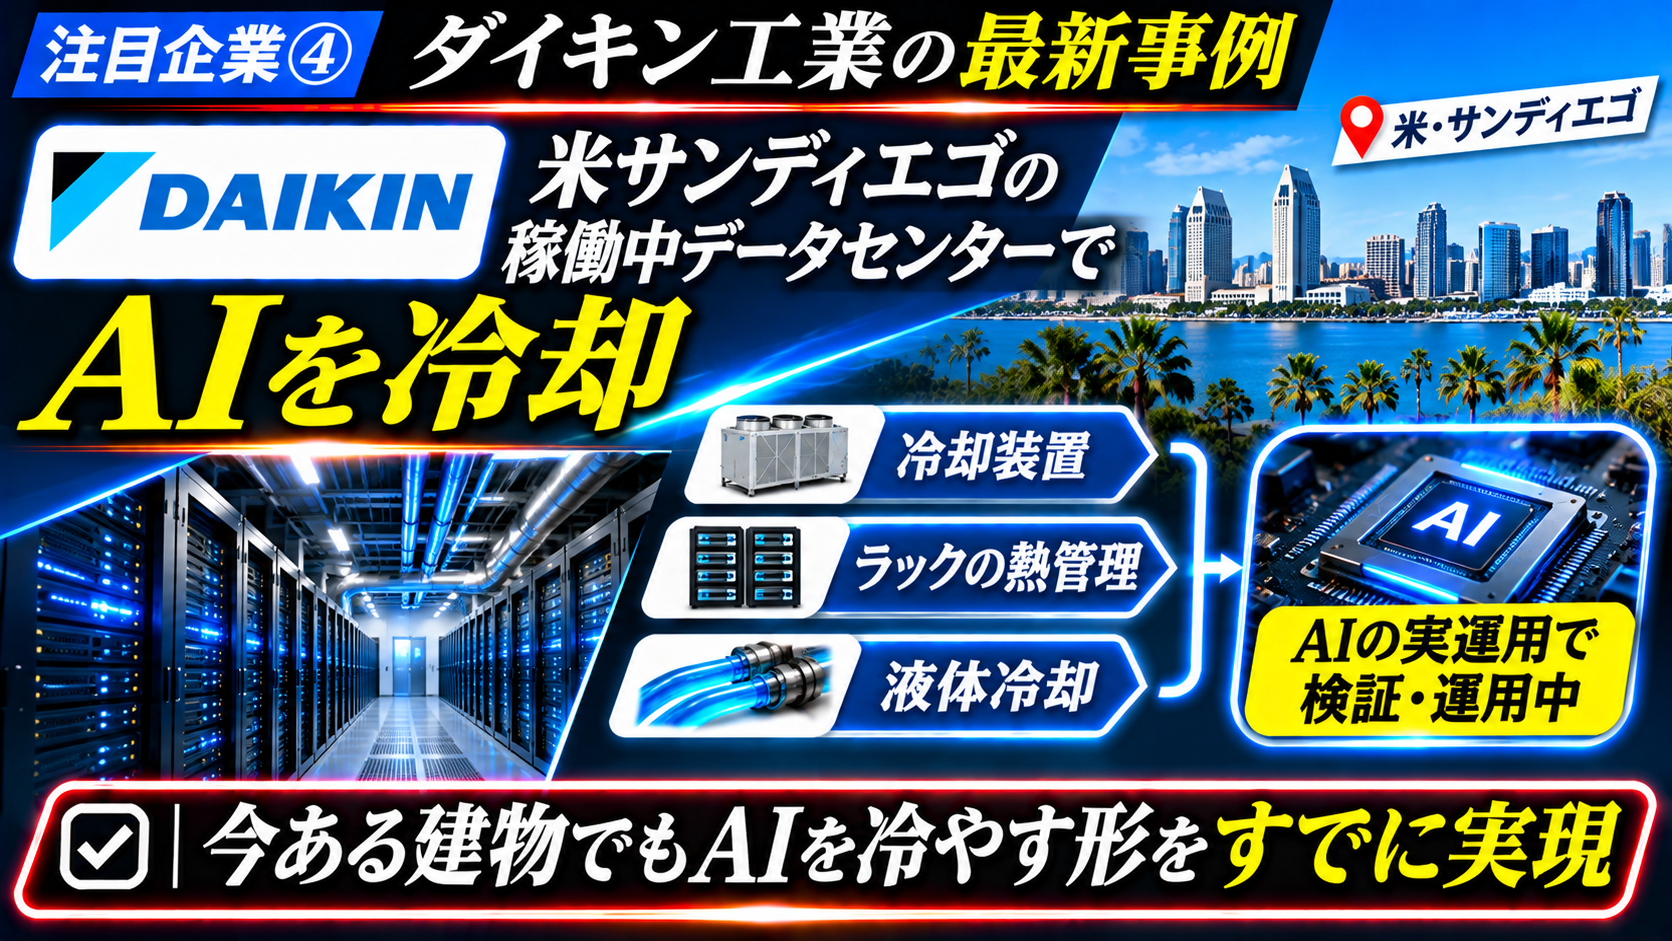 注目企業④
ダイキン工業の最新事例
米・サンディエゴ
DAIKIN
米サンディエゴの
稼働中データセンターで
AIを冷却
冷却装置
ラックの熱管理
液体冷却
AI
AIの実運用で
検証・運用中
今ある建物でもAIを冷やす形をすでに実現